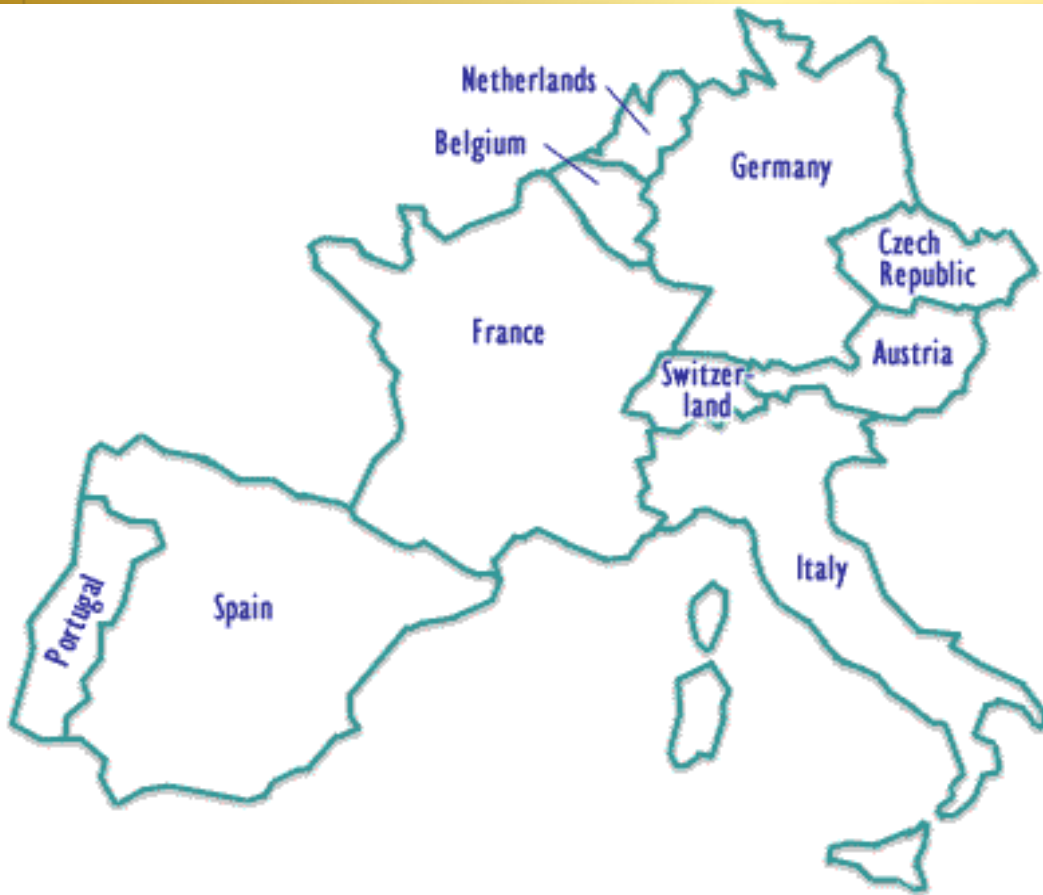 Netherlands
Belgium
Germany
Czech
Republic
France
Austria
Switzer-
land
Italy
Spain
Portugal